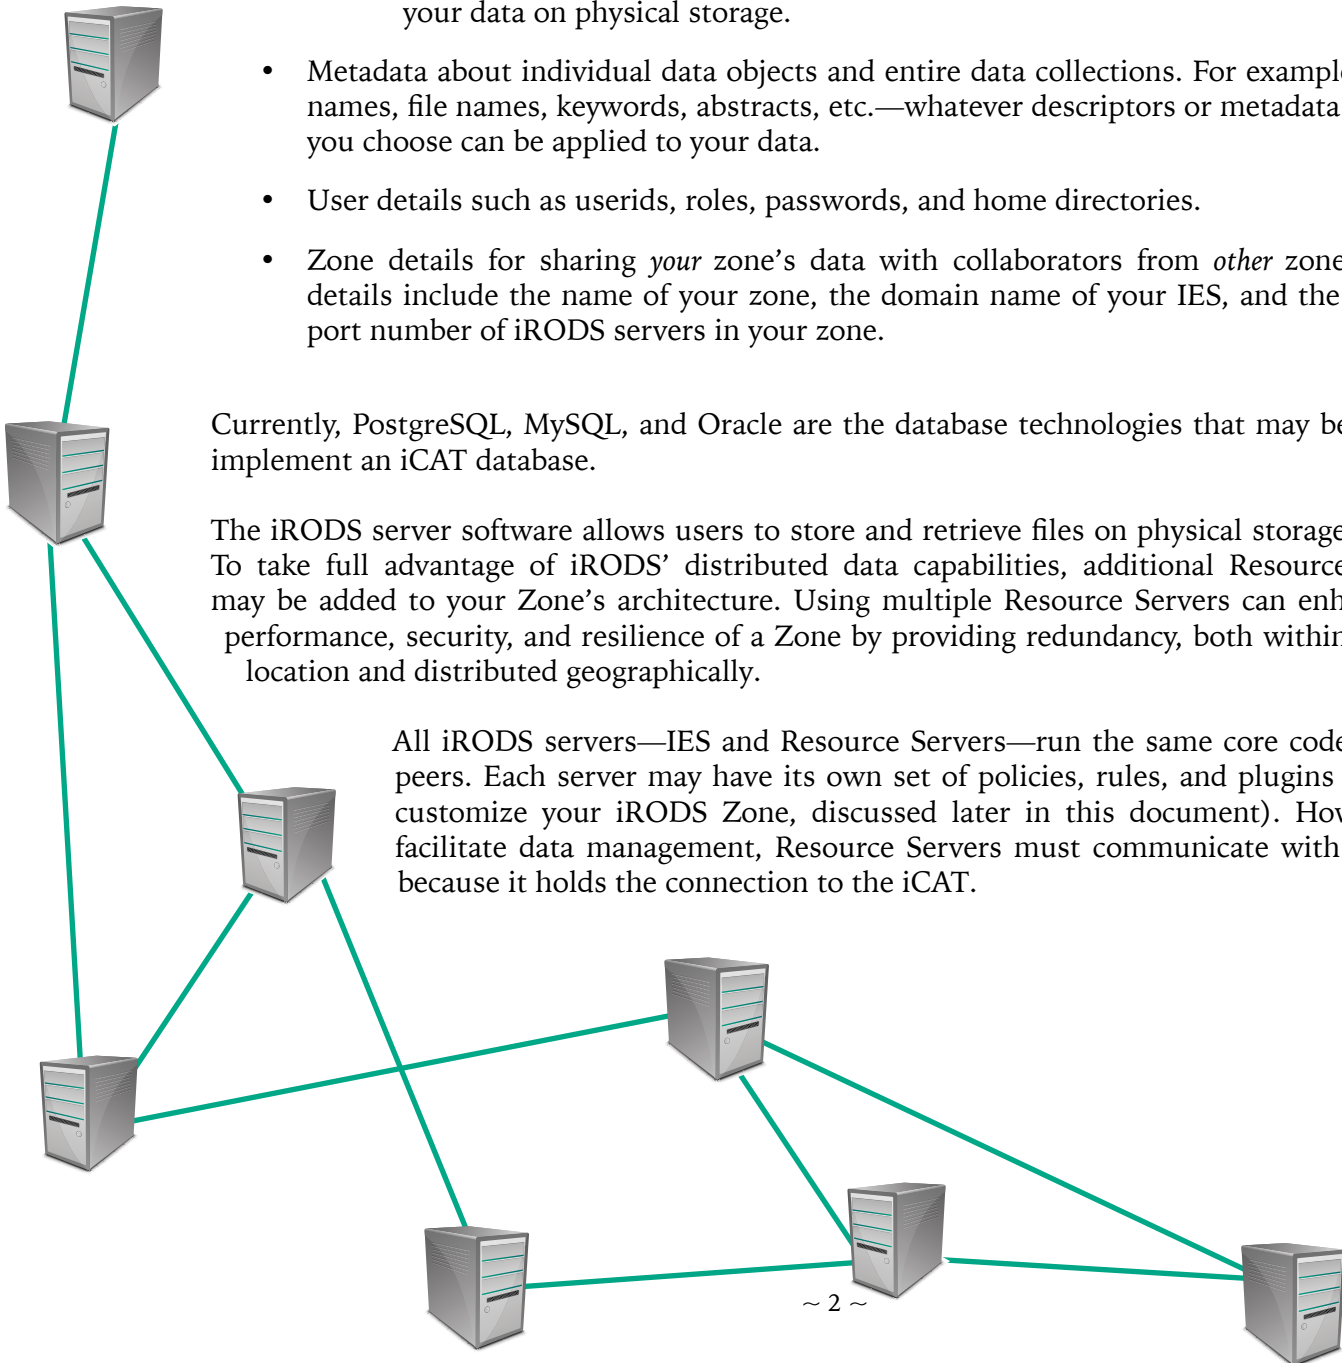 your data on physical storage.
• Metadata about individual data objects and entire data collections. For example
names, file names, keywords, abstracts, etc.—whatever descriptors or metadata
you choose can be applied to your data.
• User details such as userids, roles, passwords, and home directories.
• Zone details for sharing your zone’s data with collaborators from other zone
details include the name of your zone, the domain name of your IES, and the
port number of iRODS servers in your zone.
Currently, PostgreSQL, MySQL, and Oracle are the database technologies that may be
implement an iCAT database.
The iRODS server software allows users to store and retrieve files on physical storage
To take full advantage of iRODS’ distributed data capabilities, additional Resource
may be added to your Zone’s architecture. Using multiple Resource Servers can enh
performance, security, and resilience of a Zone by providing redundancy, both within
location and distributed geographically.
All iRODS servers—IES and Resource Servers—run the same core code
peers. Each server may have its own set of policies, rules, and plugins
customize your iRODS Zone, discussed later in this document). How
facilitate data management, Resource Servers must communicate with
because it holds the connection to the iCAT.
~ 2 ~